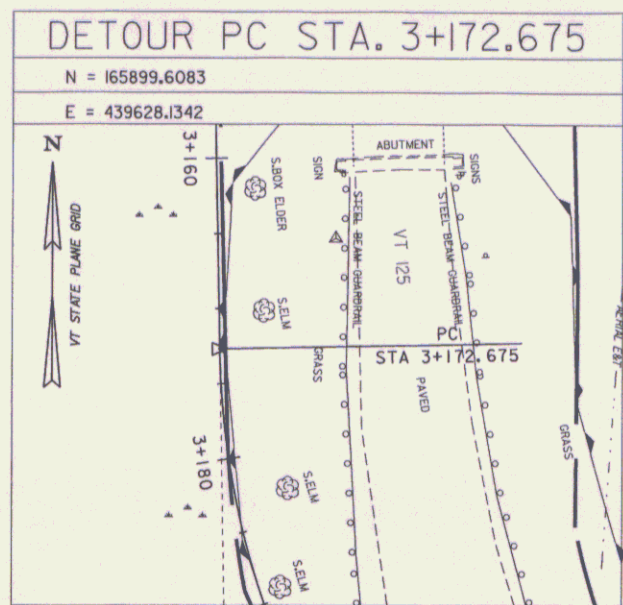 DETOUR PC STA. 3+172.675
N = 165899.6083
E = 439628.1342
N
VT STATE PLANE GRID
3+160
S.BOX ELDER
SIGN
ABUTMENT
SIGNS
STEEL BEAM GUARDRAIL
VT 125
STEEL BEAM GUARDRAIL
S.ELM
PC
STA 3+172.675
GRASS
PAVED
AERIAL E&T
GRASS
3+180
S.ELM
S.ELM